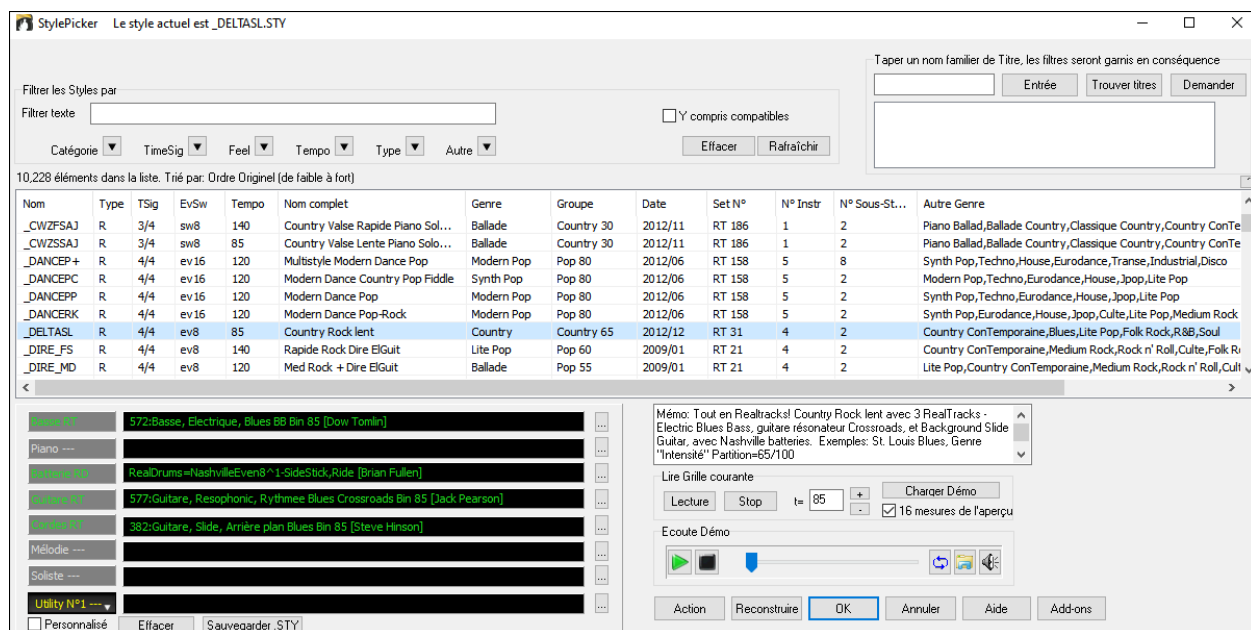 StylePicker Le style actuel est _DELTASL.STY
Taper un nom familier de Titre, les filtres seront garnis en conséquence
Entrée Trouver titres Demander
Filtrer les Styles par
Filtrer texte
Y compris compatibles
Catégorie TimeSig Feel Tempo Type Autre Effacer Rafraîchir
10,228 éléments dans la liste. Trié par: Ordre Originel (de faible à fort)
Nom Type TSig EvSw Tempo Nom complet Genre Groupe Date Set N° N° Instr N° Sous-St... Autre Genre
_CWZFSAJ R 3/4 sw8 140 Country Valse Rapide Piano Sol... Ballade Country 30 2012/11 RT 186 1 2 Piano Ballad,Ballade Country,Classique Country,Country ConTe
_CWZSSAJ R 3/4 sw8 85 Country Valse Lente Piano Solo... Ballade Country 30 2012/11 RT 186 1 2 Piano Ballad,Ballade Country,Classique Country,Country ConTe
_DANCEP+ R 4/4 ev16 120 Multistyle Modern Dance Pop Modern Pop Pop 80 2012/06 RT 158 5 8 Synth Pop,Techno,House,Eurodance,Transe,Industrial,Disco
_DANCEPC R 4/4 ev16 120 Modern Dance Country Pop Fiddle Synth Pop Pop 80 2012/06 RT 158 5 2 Modern Pop,Techno,Eurodance,House,Jpop,Lite Pop
_DANCEPP R 4/4 ev16 120 Modern Dance Pop Modern Pop Pop 80 2012/06 RT 158 5 2 Synth Pop,Techno,Eurodance,House,Jpop,Lite Pop
_DANCERK R 4/4 ev16 120 Modern Dance Pop-Rock Modern Pop Pop 80 2012/06 RT 158 5 2 Synth Pop,Eurodance,House,Jpop,Culte,Lite Pop,Medium Rock
_DELTASL R 4/4 ev8 85 Country Rock lent Country Country 65 2012/12 RT 31 4 2 Country ConTemporaine,Blues,Lite Pop,Folk Rock,R&B,Soul
_DIRE_FS R 4/4 ev8 140 Rapide Rock Dire ElGuit Lite Pop Pop 60 2009/01 RT 21 4 2 Country ConTemporaine,Medium Rock,Rock n' Roll,Culte,Folk R
_DIRE_MD R 4/4 ev8 120 Med Rock + Dire ElGuit Ballade Pop 55 2009/01 RT 21 4 2 Lite Pop,Country ConTemporaine,Medium Rock,Rock n' Roll,Cult
Basse RT 572:Basse, Electrique, Blues BB Bin 85 [Dow Tomlin] ...
Piano --- ...
Batterie RD RealDrums=NashvilleEven8^1-SideStick,Ride [Brian Fullen] ...
Guitare RT 577:Guitare, Resophonic, Rythmee Blues Crossroads Bin 85 [Jack Pearson] ...
Cordes RT 382:Guitare, Slide, Arrière plan Blues Bin 85 [Steve Hinson] ...
Mélodie --- ...
Soliste --- ...
Utility N°1 --- ...
Personnalisé Effacer Sauvegarder .STY
Mémo: Tout en Realtracks! Country Rock lent avec 3 RealTracks -
Electric Blues Bass, guitare résonateur Crossroads, et Background Slide
Guitar, avec Nashville batteries. Exemples: St. Louis Blues, Genre
"Intensité" Partition=65/100
Lire Grille courante
Lecture Stop t= 85 + - Charger Démo
16 mesures de l'aperçu
Ecoute Démo
Action Reconstruire OK Annuler Aide Add-ons